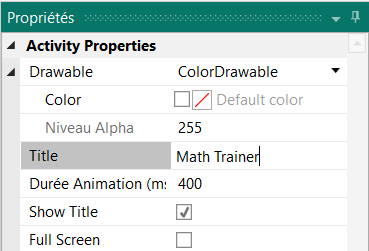 Propriétés
Activity Properties
Drawable ColorDrawable
Color Default color
Niveau Alpha 255
Title Math Trainer
Durée Animation (ms 400
Show Title
Full Screen